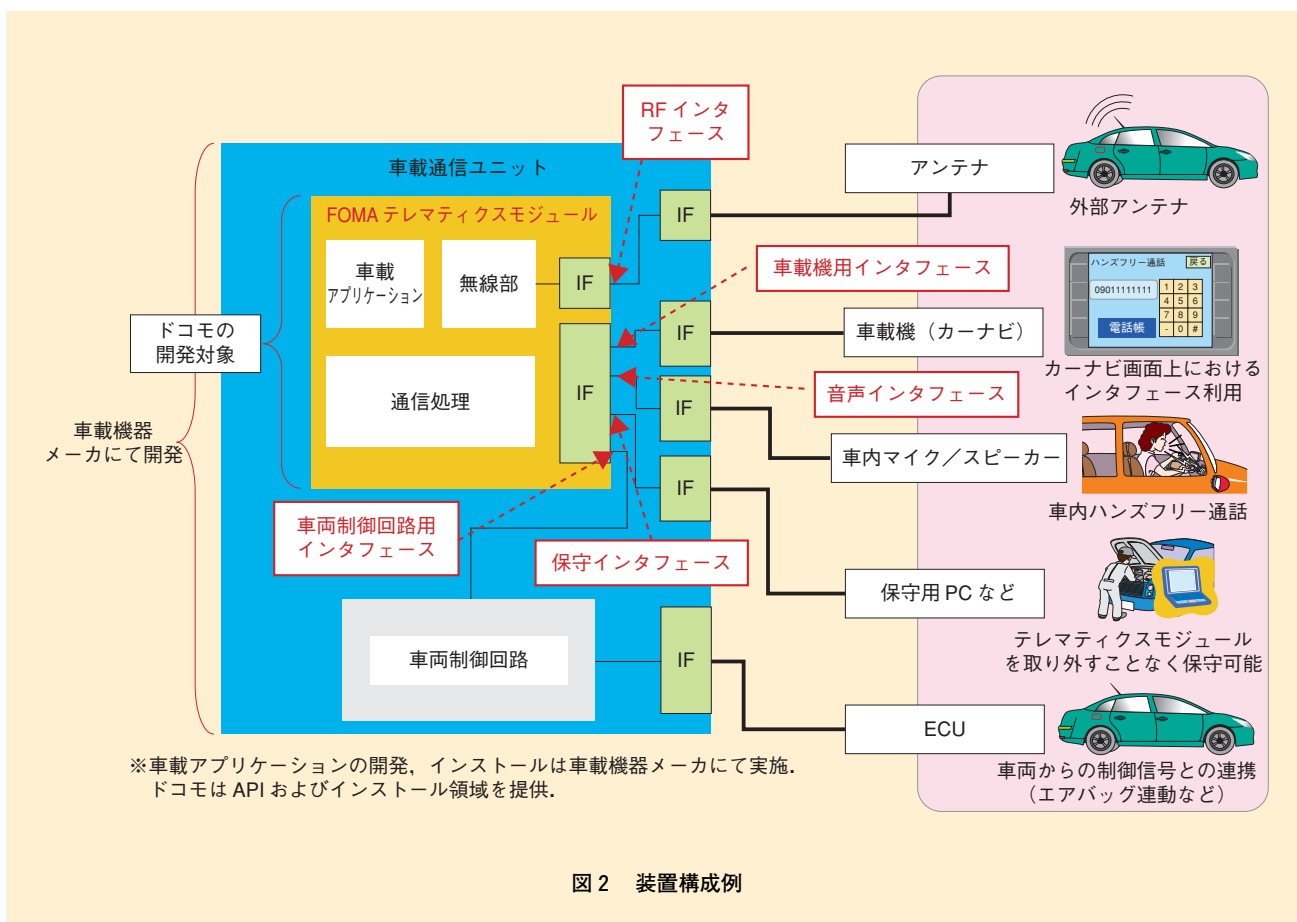 RF インタ
フェース
車載通信ユニット
FOMA テレマティクスモジュール
車載
アプリケーション
無線部
IF
通信処理
IF
IF
IF
IF
IF
IF
ドコモの
開発対象
車載機器
メーカにて開発
車載機用インタフェース
音声インタフェース
車両制御回路用
インタフェース
保守インタフェース
車両制御回路
アンテナ
車載機（カーナビ）
車内マイク／スピーカー
保守用 PC など
ECU
外部アンテナ
ハンズフリー通話
戻る
09011111111
1 2 3
4 5 6
7 8 9
- 0 #
電話帳
カーナビ画面上における
インタフェース利用
車内ハンズフリー通話
テレマティクスモジュール
を取り外すことなく保守可能
車両からの制御信号との連携
（エアバッグ連動など）
※車載アプリケーションの開発，インストールは車載機器メーカにて実施．
ドコモは API およびインストール領域を提供．
図 2 装置構成例